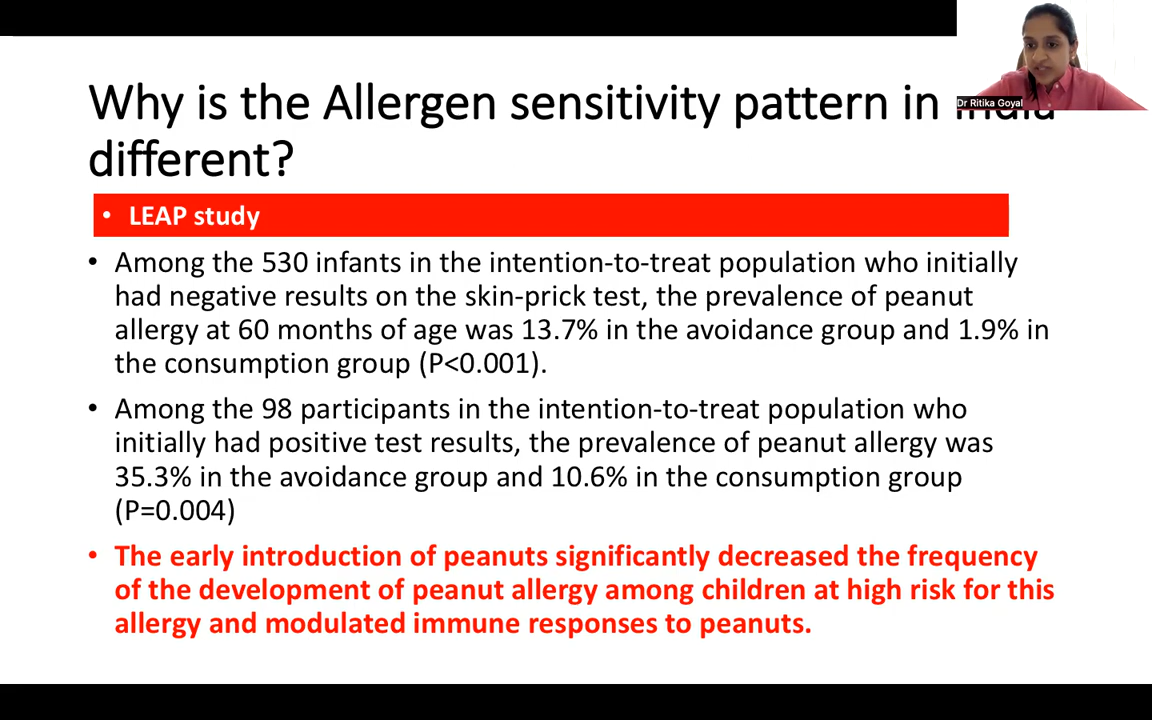 Why is the Allergen sensitivity pattern in India
different?
Dr Ritika Goyal
• LEAP study
• Among the 530 infants in the intention-to-treat population who initially
had negative results on the skin-prick test, the prevalence of peanut
allergy at 60 months of age was 13.7% in the avoidance group and 1.9% in
the consumption group (P<0.001).
• Among the 98 participants in the intention-to-treat population who
initially had positive test results, the prevalence of peanut allergy was
35.3% in the avoidance group and 10.6% in the consumption group
(P=0.004)
• The early introduction of peanuts significantly decreased the frequency
of the development of peanut allergy among children at high risk for this
allergy and modulated immune responses to peanuts.